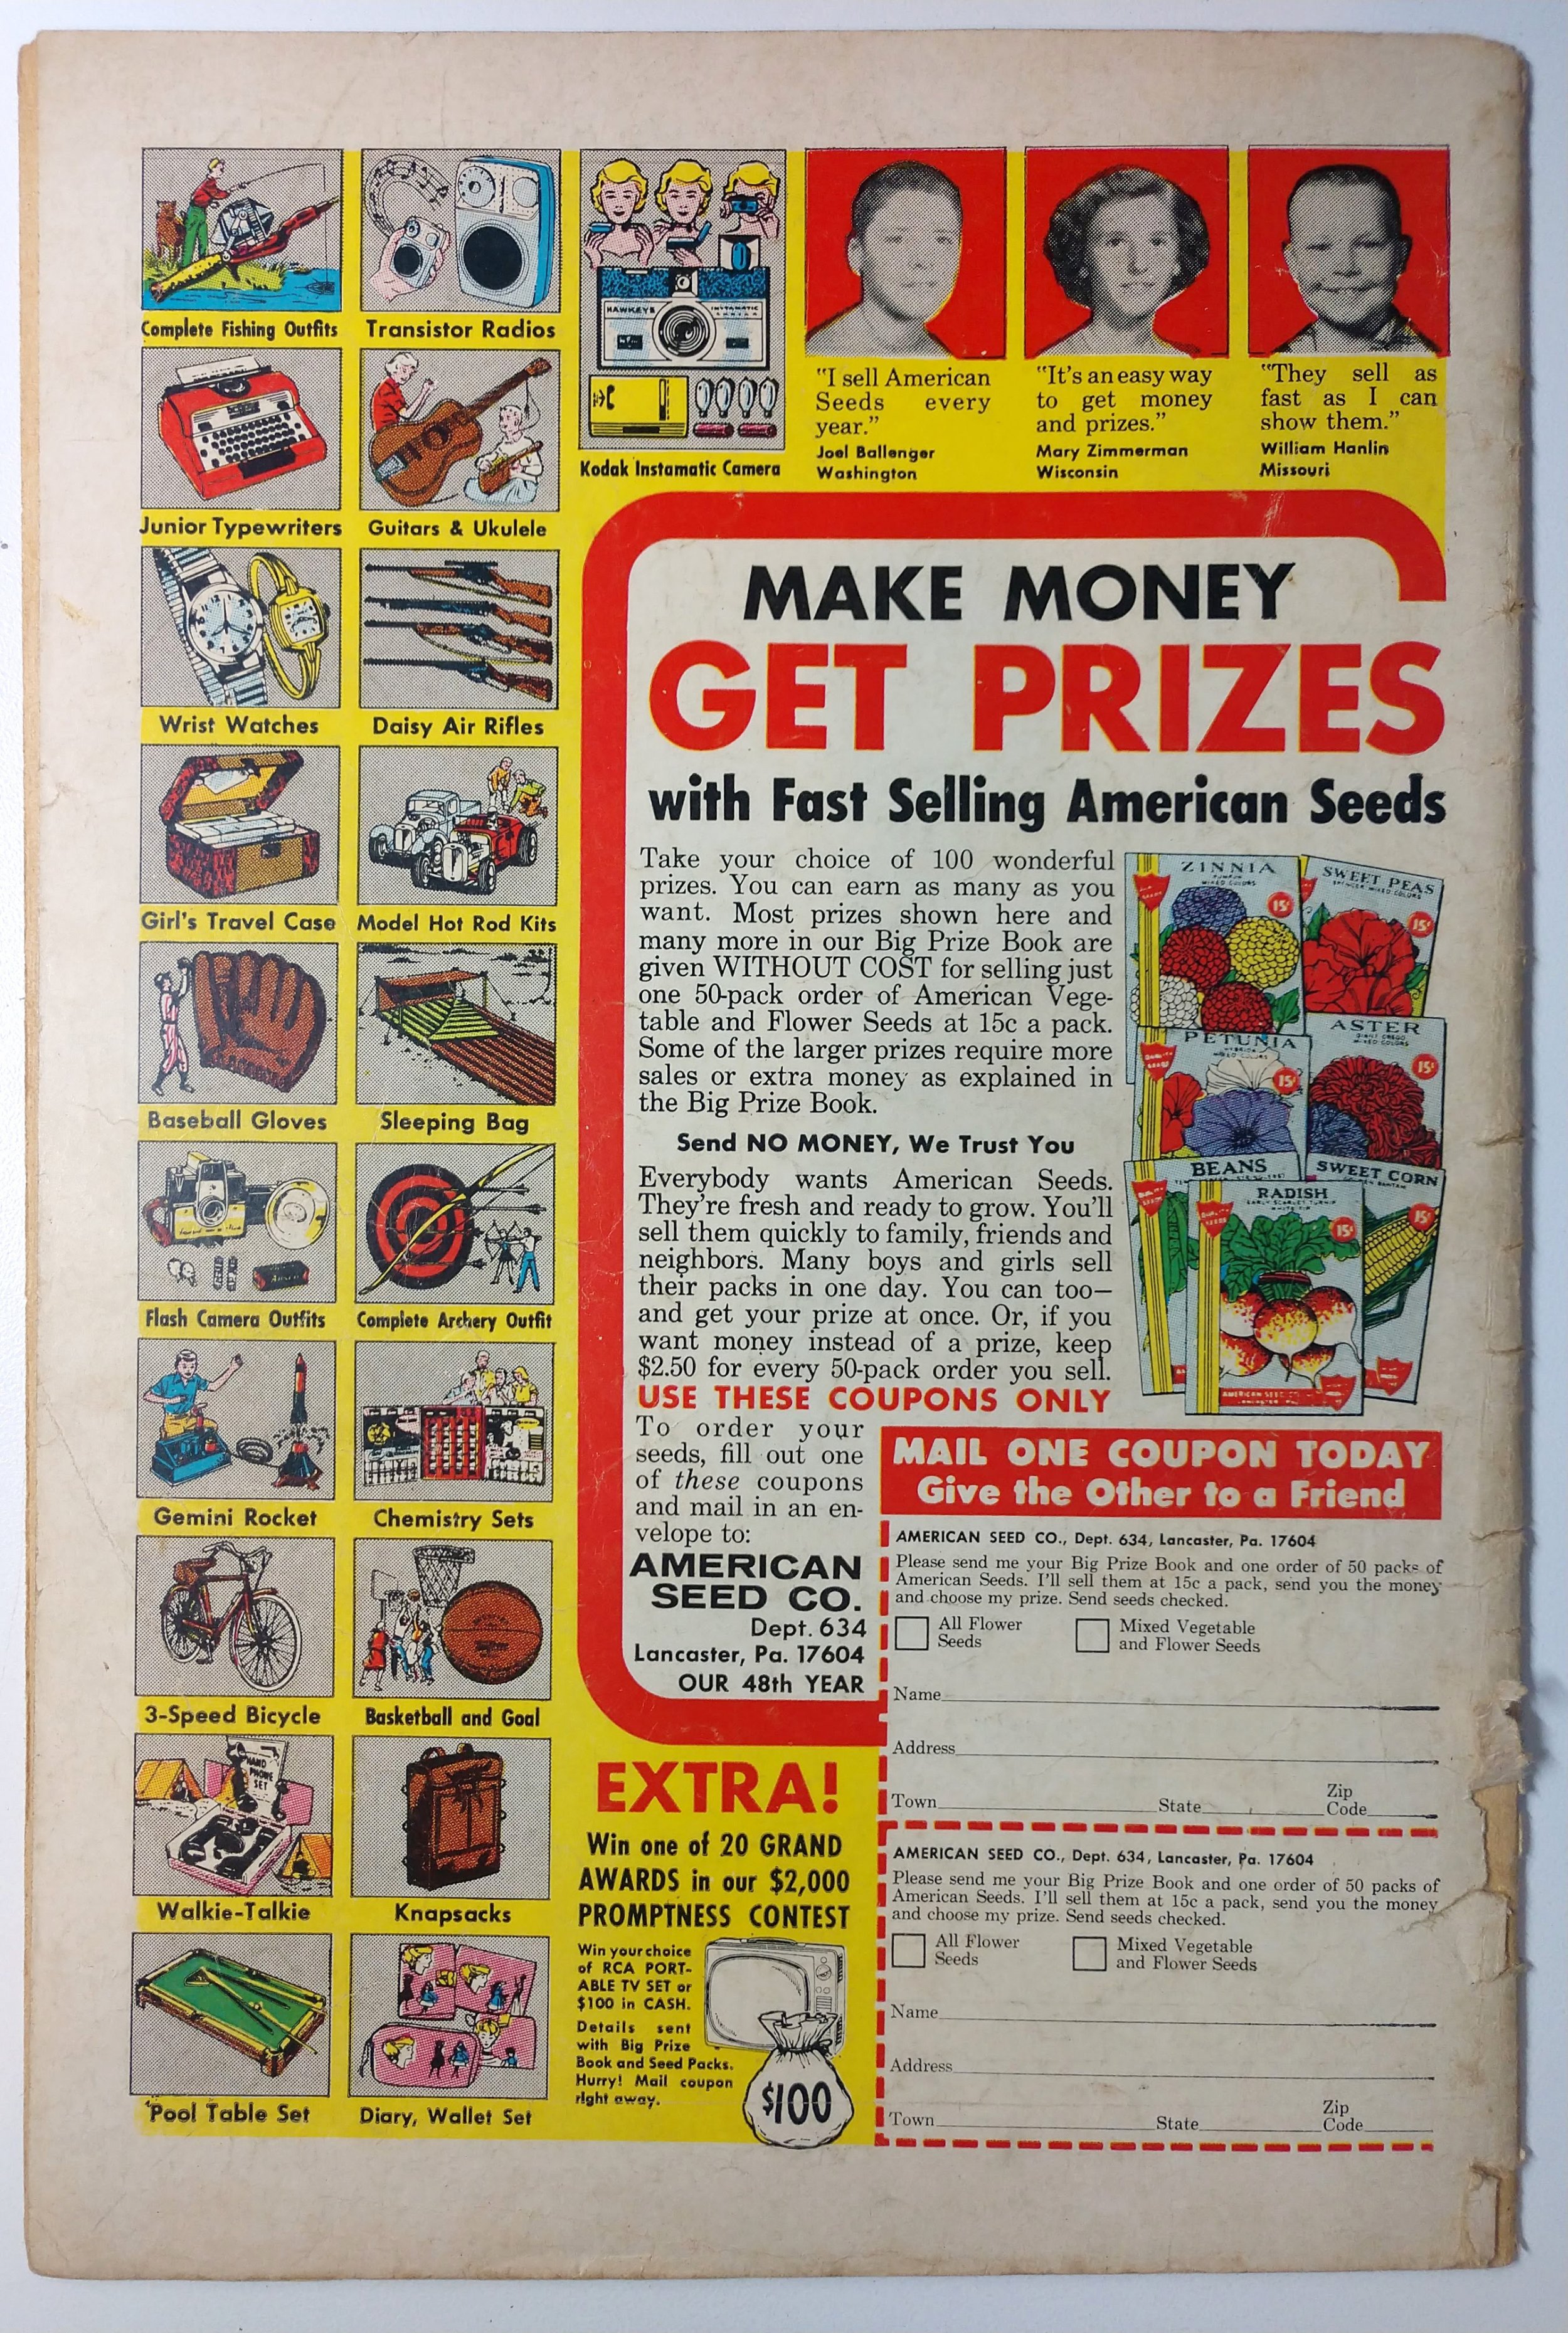 Complete Fishing Outfits
Transistor Radios
Junior Typewriters
Guitars & Ukulele
Wrist Watches
Daisy Air Rifles
Girl's Travel Case
Model Hot Rod Kits
Baseball Gloves
Sleeping Bag
Flash Camera Outfits
Complete Archery Outfit
Gemini Rocket
Chemistry Sets
3-Speed Bicycle
Basketball and Goal
HAND
PHONE
SET
Walkie-Talkie
Knapsacks
Pool Table Set
Diary, Wallet Set
HAWKEYE
INSTAMATIC
Kodak Instamatic Camera
"I sell American
Seeds every
year."
Joel Ballenger
Washington
"It's an easy way
to get money
and prizes."
Mary Zimmerman
Wisconsin
"They sell as
fast as I can
show them."
William Hanlin
Missouri
MAKE MONEY
GET PRIZES
with Fast Selling American Seeds
Take your choice of 100 wonderful
prizes. You can earn as many as you
want. Most prizes shown here and
many more in our Big Prize Book are
given WITHOUT COST for selling just
one 50-pack order of American Vege-
table and Flower Seeds at 15c a pack.
Some of the larger prizes require more
sales or extra money as explained in
the Big Prize Book.
Send NO MONEY, We Trust You
Everybody wants American Seeds.
They're fresh and ready to grow. You'll
sell them quickly to family, friends and
neighbors. Many boys and girls sell
their packs in one day. You can too—
and get your prize at once. Or, if you
want money instead of a prize, keep
$2.50 for every 50-pack order you sell.
USE THESE COUPONS ONLY
To order your
seeds, fill out one
of these coupons
and mail in an en-
velope to:
AMERICAN
SEED CO.
Dept. 634
Lancaster, Pa. 17604
OUR 48th YEAR
ZINNIA
MIXED COLORS
15¢
SWEET PEAS
SPENCER MIXED COLORS
15¢
PETUNIA
MIXED COLORS
15¢
ASTER
MIXED COLORS
15¢
BEANS
SWEET CORN
15¢
RADISH
15¢
MAIL ONE COUPON TODAY
Give the Other to a Friend
AMERICAN SEED CO., Dept. 634, Lancaster, Pa. 17604
Please send me your Big Prize Book and one order of 50 packs of
American Seeds. I'll sell them at 15c a pack, send you the money
and choose my prize. Send seeds checked.
All Flower
Seeds
Mixed Vegetable
and Flower Seeds
Name
Address
Town State Zip
Code
AMERICAN SEED CO., Dept. 634, Lancaster, Pa. 17604
Please send me your Big Prize Book and one order of 50 packs of
American Seeds. I'll sell them at 15c a pack, send you the money
and choose my prize. Send seeds checked.
All Flower
Seeds
Mixed Vegetable
and Flower Seeds
Name
Address
Town State Zip
Code
EXTRA!
Win one of 20 GRAND
AWARDS in our $2,000
PROMPTNESS CONTEST
Win your choice
of RCA PORT-
ABLE TV SET or
$100 in CASH.
Details sent
with Big Prize
Book and Seed Packs.
Hurry! Mail coupon
right away.
$100